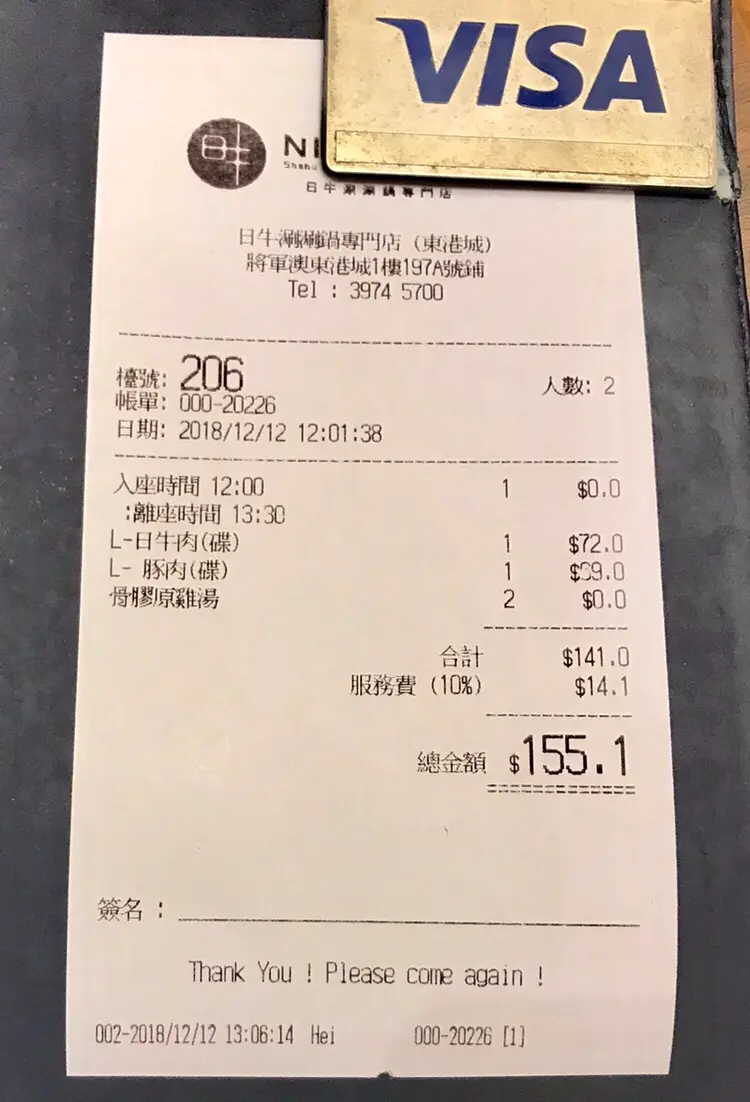 VISA
日牛
NI
Shabu
日牛涮涮鍋專門店
日牛涮涮鍋專門店 (東港城)
將軍澳東港城1樓197A號鋪
Tel : 3974 5700
檯號: 206 人數: 2
帳單: 000-20226
日期: 2018/12/12 12:01:38
入座時間 12:00 1 $0.0
:離座時間 13:30
L-日牛肉(碟) 1 $72.0
L- 豚肉(碟) 1 $69.0
骨膠原雞湯 2 $0.0
合計 $141.0
服務費 (10%) $14.1
總金額 $155.1
簽名 :
Thank You ! Please come again !
002-2018/12/12 13:06:14 Hei 000-20226 [1]